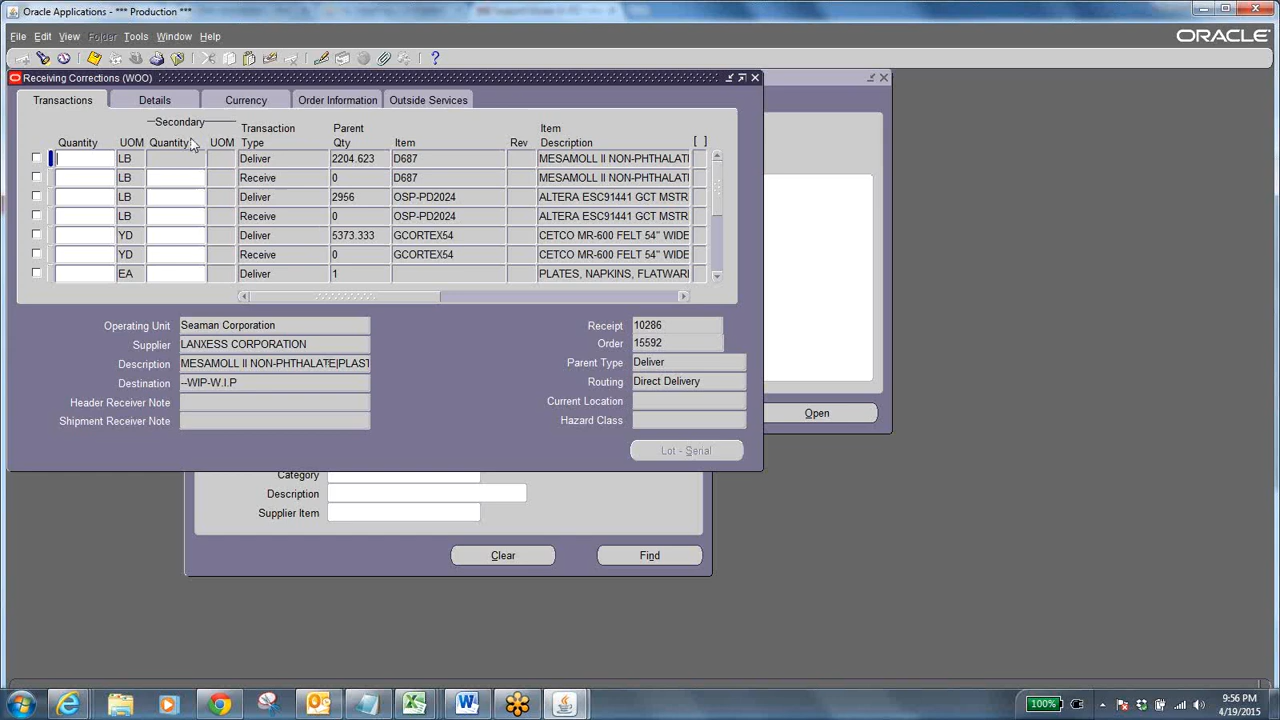 Oracle Applications - *** Production ***
File Edit View Folder Tools Window Help
ORACLE
Receiving Corrections (WOO)
Transactions Details Currency Order Information Outside Services
Secondary
Transaction Parent Item
Quantity UOM Quantity UOM Type Qty Item Rev Description [ ]
LB Deliver 2204.623 D687 MESAMOLL II NON-PHTHALATI
LB Receive 0 D687 MESAMOLL II NON-PHTHALATI
LB Deliver 2956 OSP-PD2024 ALTERA ESC91441 GCT MSTR
LB Receive 0 OSP-PD2024 ALTERA ESC91441 GCT MSTR
YD Deliver 5373.333 GCORTEX54 CETCO MR-600 FELT 54" WIDE
YD Receive 0 GCORTEX54 CETCO MR-600 FELT 54" WIDE
EA Deliver 1 PLATES, NAPKINS, FLATWARI
Operating Unit Seaman Corporation Receipt 10286
Supplier LANXESS CORPORATION Order 15592
Description MESAMOLL II NON-PHTHALATE|PLAST Parent Type Deliver
Destination --WIP-W.I.P Routing Direct Delivery
Header Receiver Note Current Location
Shipment Receiver Note Hazard Class
Open
Lot - Serial
Category
Description
Supplier Item
Clear Find
100%
9:56 PM
4/19/2015